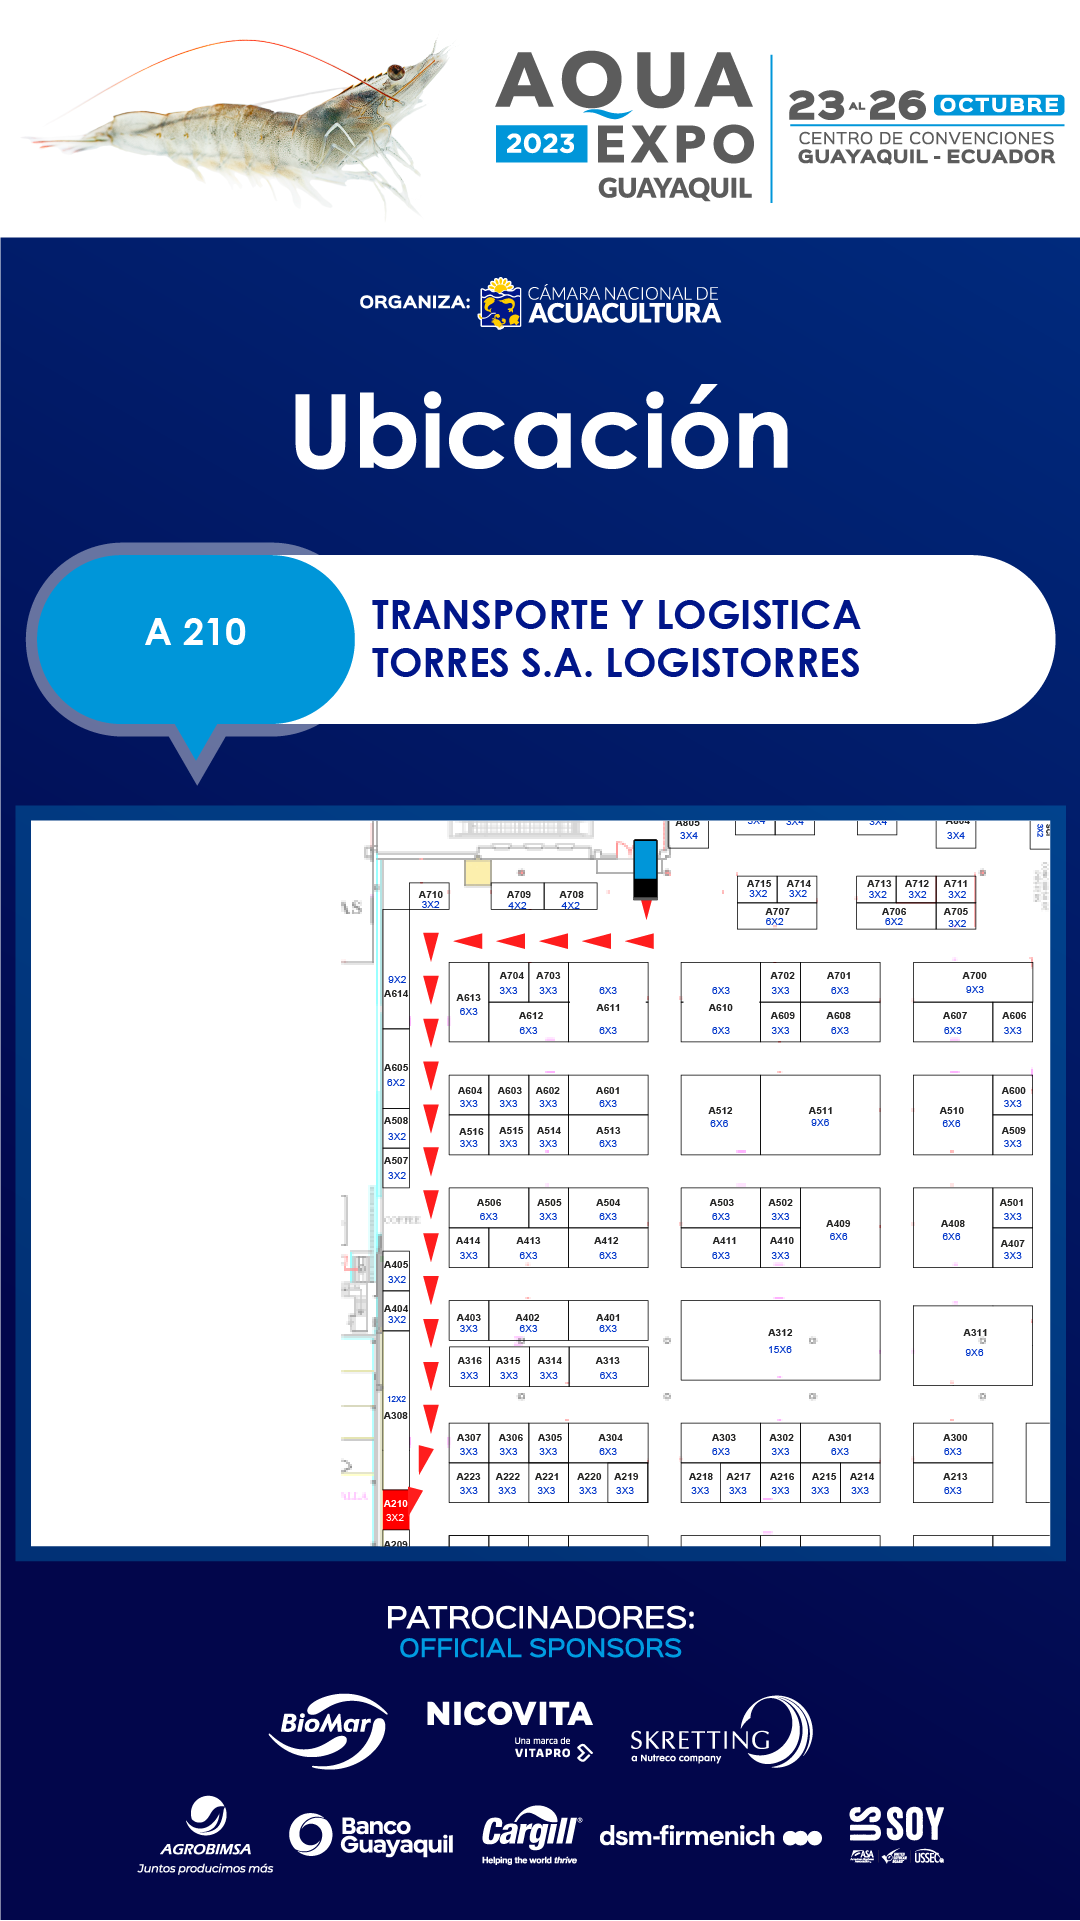 AQUA
2023 EXPO
GUAYAQUIL
23 AL 26 OCTUBRE
CENTRO DE CONVENCIONES
GUAYAQUIL - ECUADOR
ORGANIZA:
CÁMARA NACIONAL DE
ACUACULTURA
Ubicación
A 210
TRANSPORTE Y LOGISTICA
TORRES S.A. LOGISTORRES
A805 3X4
3X4
3X4
3X4
A804 3X4
3X2
A710 3X2
A709 4X2
A708 4X2
A715 3X2
A714 3X2
A713 3X2
A712 3X2
A711 3X2
A707 6X2
A706 6X2
A705 3X2
9X2 A614
A613 6X3
A704 3X3
A703 3X3
6X3 A611 6X3
A612 6X3
6X3 A610 6X3
A702 3X3
A701 6X3
A609 3X3
A608 6X3
A700 9X3
A607 6X3
A606 3X3
A605 6X2
A604 3X3
A603 3X3
A602 3X3
A601 6X3
A512 6X6
A511 9X6
A510 6X6
A600 3X3
A508 3X2
A516 3X3
A515 3X3
A514 3X3
A513 6X3
A509 3X3
A507 3X2
A506 6X3
A505 3X3
A504 6X3
A503 6X3
A502 3X3
A409 6X6
A408 6X6
A501 3X3
COFFEE
A414 3X3
A413 6X3
A412 6X3
A411 6X3
A410 3X3
A407 3X3
A405 3X2
A404 3X2
A403 3X3
A402 6X3
A401 6X3
A312 15X6
A311 9X6
A316 3X3
A315 3X3
A314 3X3
A313 6X3
12X2 A308
A307 3X3
A306 3X3
A305 3X3
A304 6X3
A303 6X3
A302 3X3
A301 6X3
A300 6X3
A223 3X3
A222 3X3
A221 3X3
A220 3X3
A219 3X3
A218 3X3
A217 3X3
A216 3X3
A215 3X3
A214 3X3
A213 6X3
A210 3X2
A209
PATROCINADORES:
OFFICIAL SPONSORS
BioMar
NICOVITA
Una marca de
VITAPRO
SKRETTING
a Nutreco company
AGROBIMSA
Juntos producimos más
Banco
Guayaquil
Cargill®
Helping the world thrive
dsm-firmenich
US SOY
ASA
USSEC